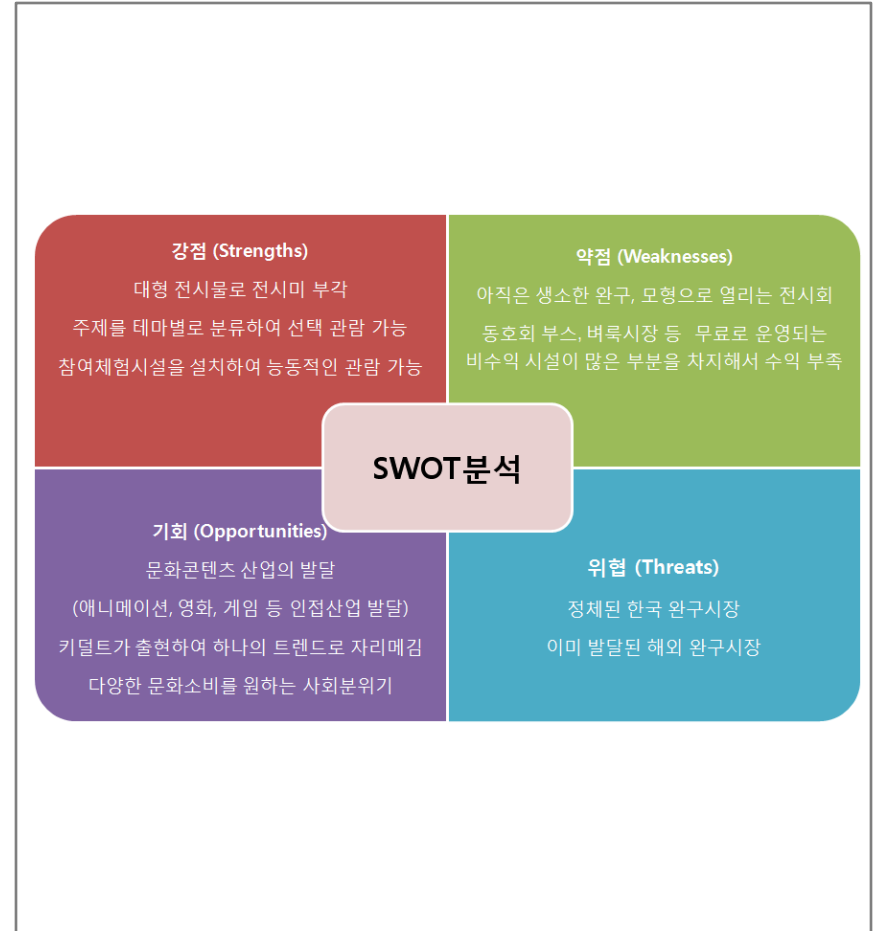 강점 (Strengths)
대형 전시물로 전시미 부각
주제를 테마별로 분류하여 선택 관람 가능
참여체험시설을 설치하여 능동적인 관람 가능
약점 (Weaknesses)
아직은 생소한 완구, 모형으로 열리는 전시회
동호회 부스, 벼룩시장 등 무료로 운영되는
비수익 시설이 많은 부분을 차지해서 수익 부족
SWOT분석
기회 (Opportunities)
문화콘텐츠 산업의 발달
(애니메이션, 영화, 게임 등 인접산업 발달)
키덜트가 출현하여 하나의 트렌드로 자리메김
다양한 문화소비를 원하는 사회분위기
위협 (Threats)
정체된 한국 완구시장
이미 발달된 해외 완구시장